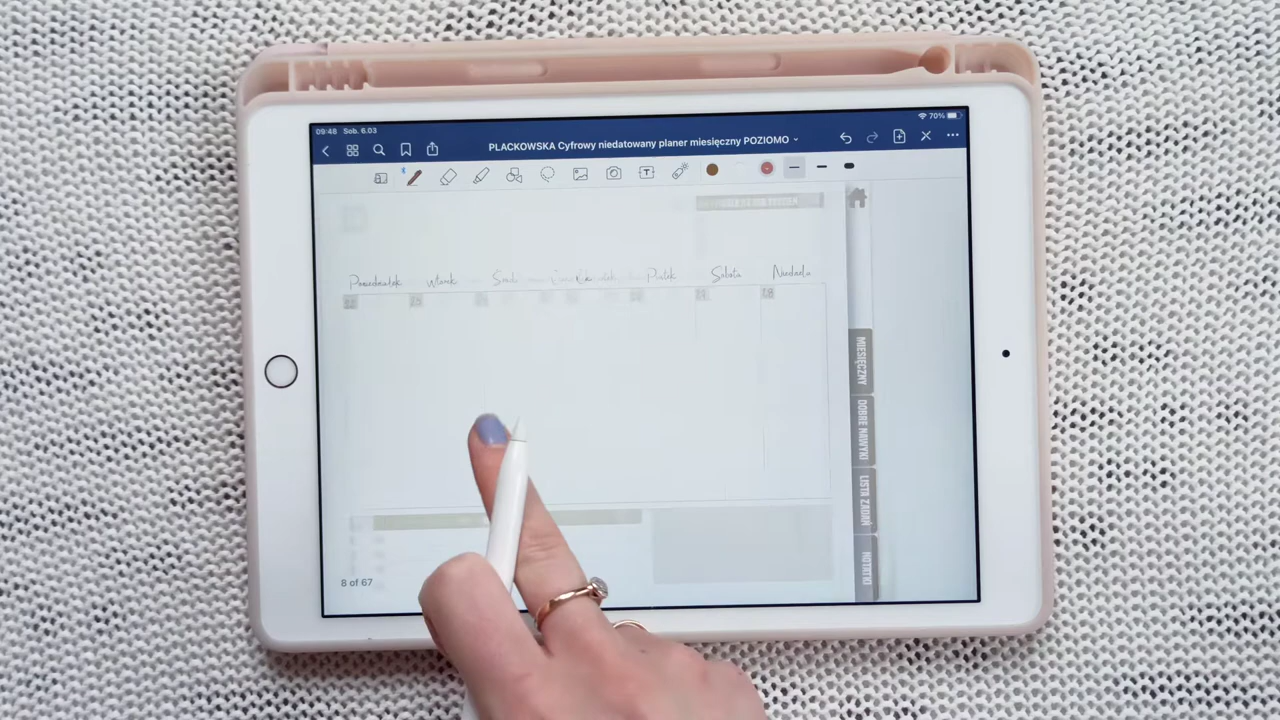 09:48 Sob. 6.03
70%
PLACKOWSKA Cyfrowy niedatowany planer miesięczny POZIOMO
T
Poniedziałek Wtorek Środa Piątek Sobota Niedziela
28
MIESIĘCZNY
DOBRE NAWYKI
LISTA ZADAŃ
NOTATKI
8 of 67